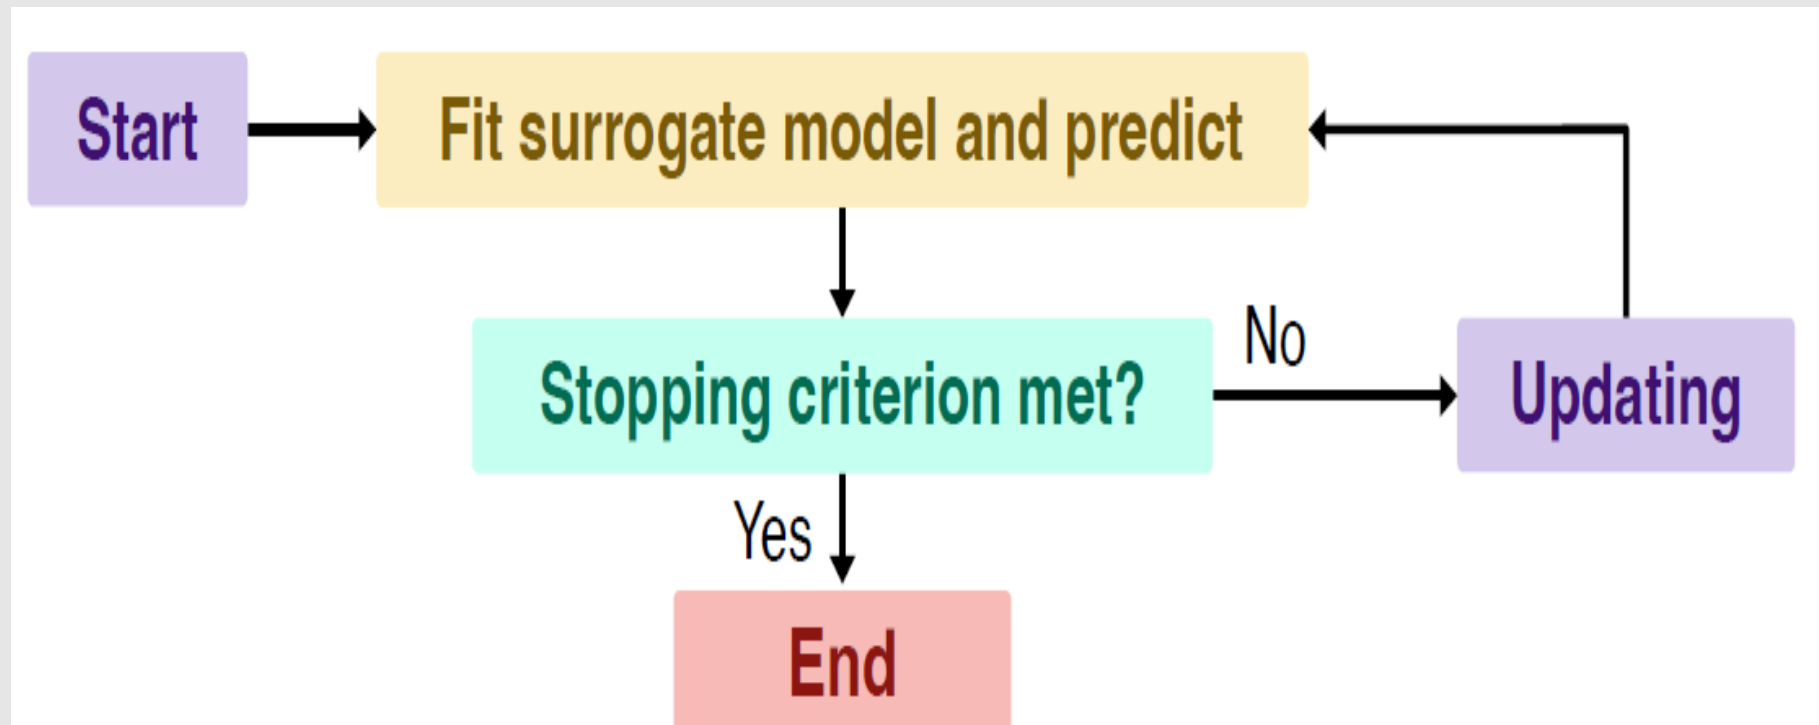 Start
Fit surrogate model and predict
Stopping criterion met?
No
Updating
Yes
End